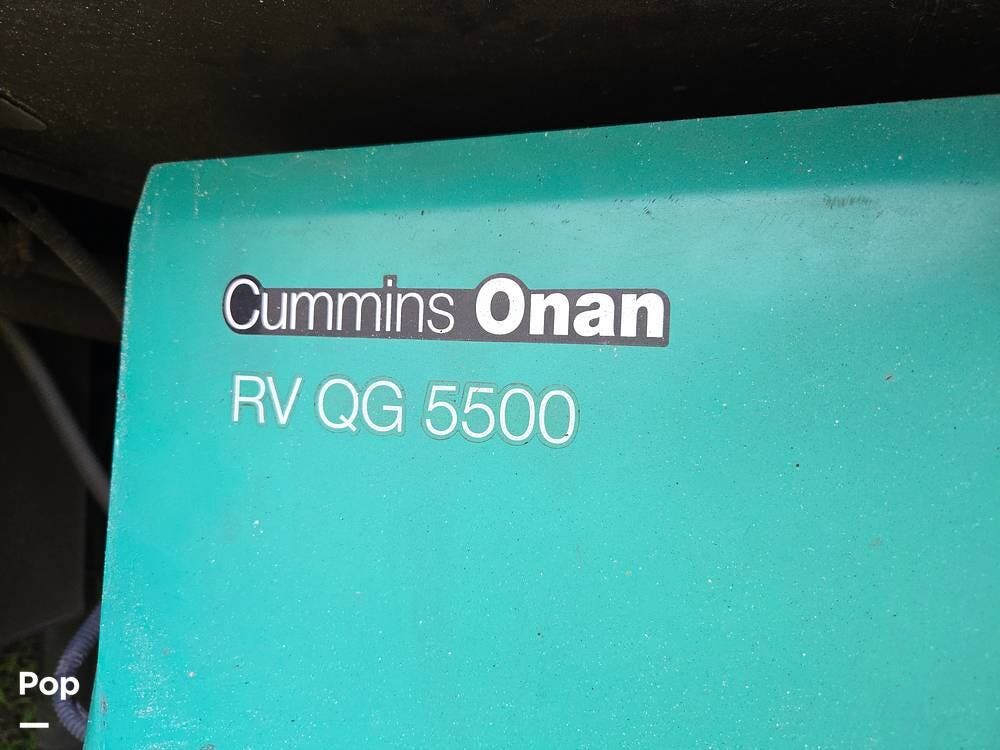 Cummins Onan
RV QG 5500
Pop